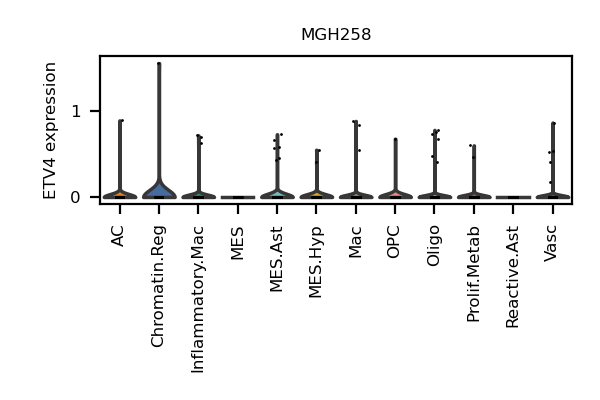 MGH258
ETV4 expression
1
0
AC
Chromatin.Reg
Inflammatory.Mac
MES
MES.Ast
MES.Hyp
Mac
OPC
Oligo
Prolif.Metab
Reactive.Ast
Vasc